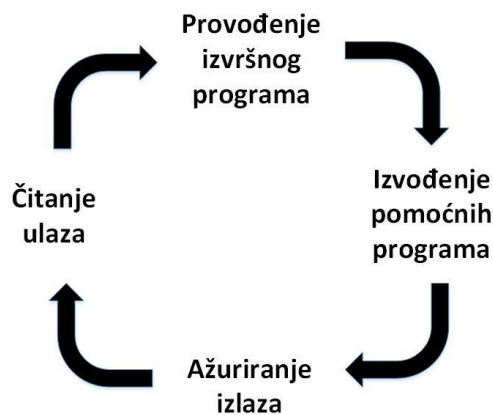 Provođenje
izvršnog
programa
Izvođenje
pomoćnih
programa
Ažuriranje
izlaza
Čitanje
ulaza